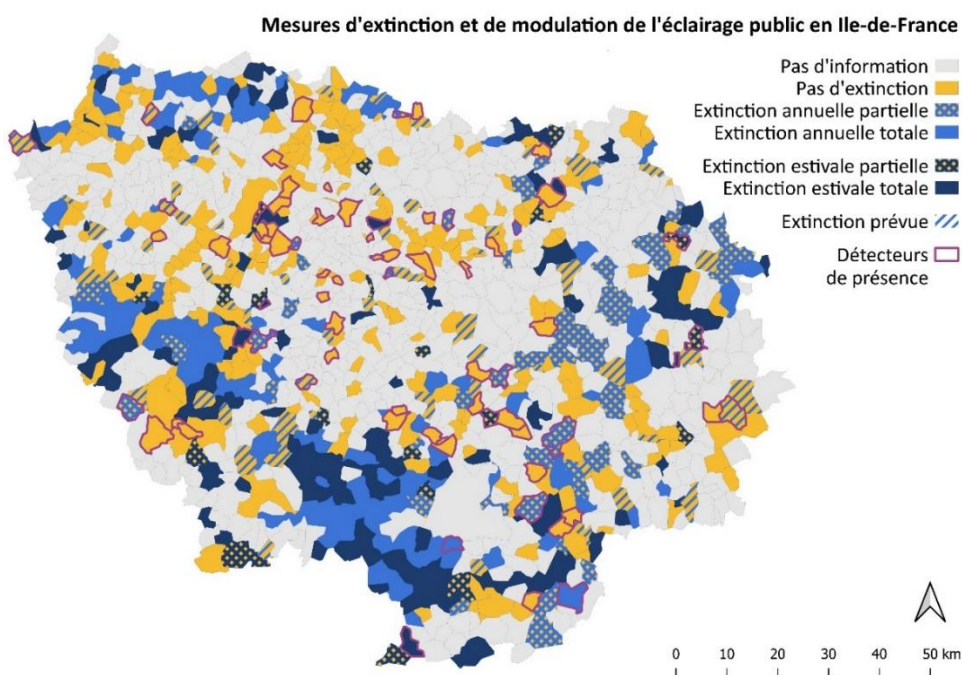 Mesures d'extinction et de modulation de l'éclairage public en Ile-de-France
Pas d'information
Pas d'extinction
Extinction annuelle partielle
Extinction annuelle totale
Extinction estivale partielle
Extinction estivale totale
Extinction prévue
Détecteurs
de présence
0 10 20 30 40 50 km